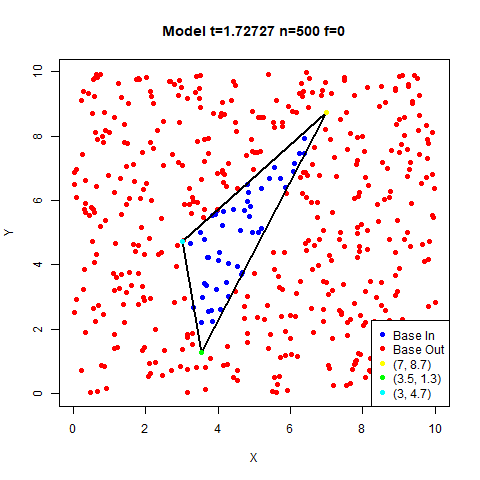 Model t=1.72727 n=500 f=0
Y
10
8
6
4
2
0
Base In
Base Out
(7, 8.7)
(3.5, 1.3)
(3, 4.7)
0 2 4 6 8 10
X